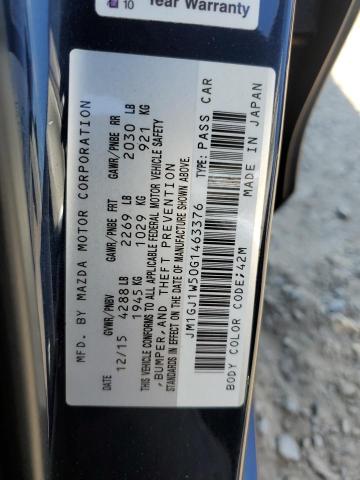 10 Year Warranty
MFD. BY MAZDA MOTOR CORPORATION
DATE GVWR/PNBV GAWR/PNBE FRT GAWR/PNBE RR
12/15 4288 LB 2269 LB 2030 LB
1945 KG 1029 KG 921 KG
THIS VEHICLE CONFORMS TO ALL APPLICABLE FEDERAL MOTOR VEHICLE SAFETY
, BUMPER, AND THEFT PREVENTION
STANDARDS IN EFFECT ON THE DATE OF MANUFACTURE SHOWN ABOVE.
JM1GJ1W50G1463376 TYPE: PASS CAR
BODY COLOR CODE;42M MADE IN JAPAN